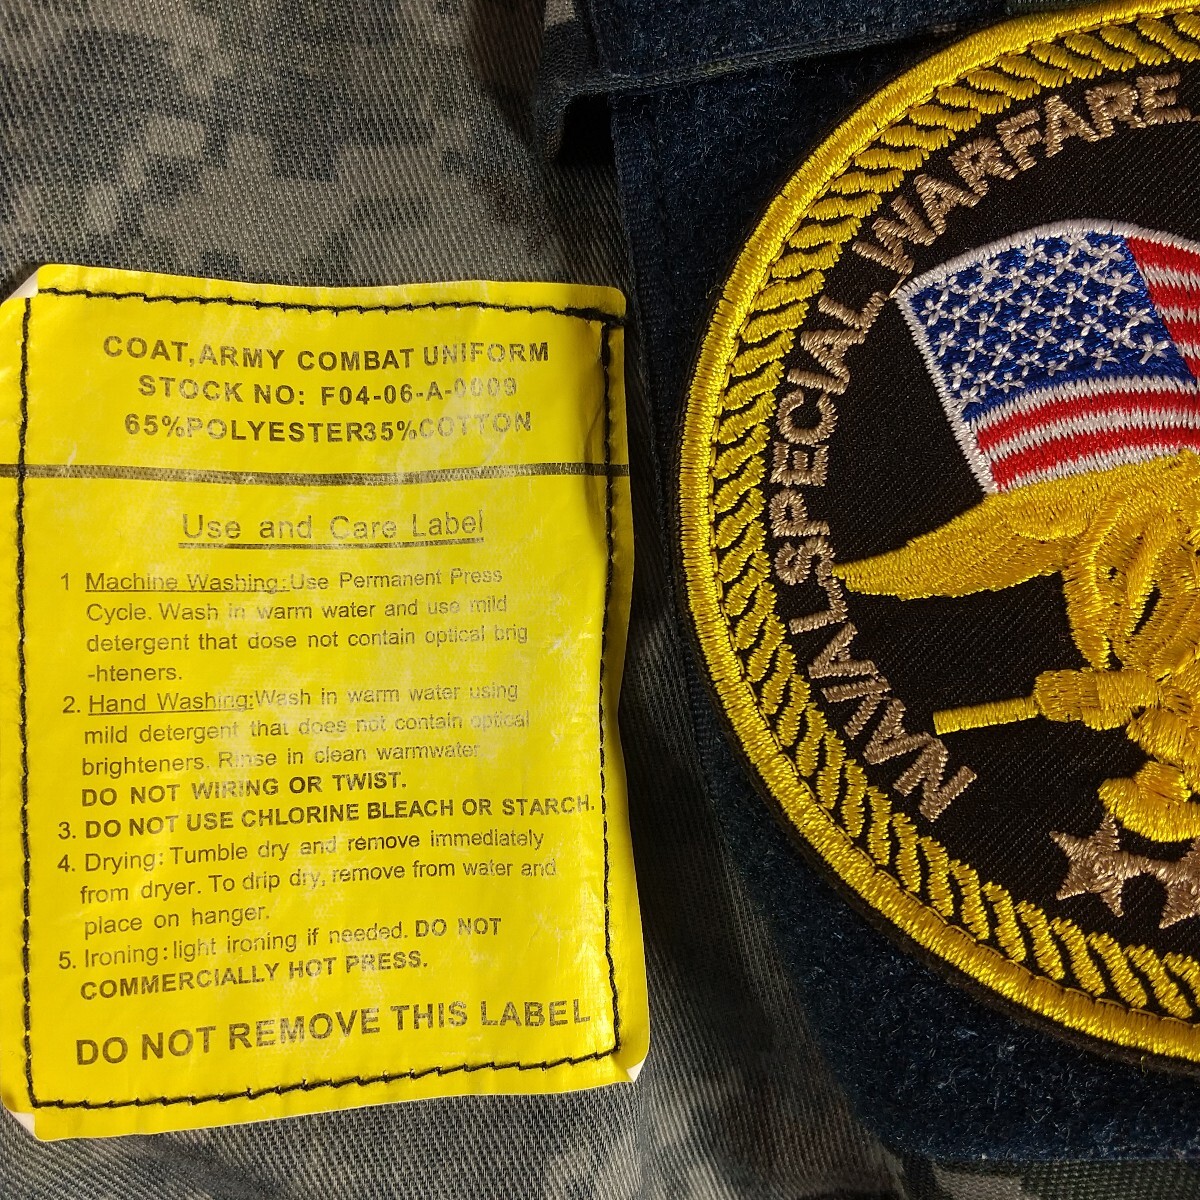 COAT,ARMY COMBAT UNIFORM
STOCK NO: F04-06-A-0009
65%POLYESTER35%COTTON
Use and Care Label
1 Machine Washing:Use Permanent Press
Cycle. Wash in warm water and use mild
detergent that dose not contain optical brig
-hteners.
2. Hand Washing:Wash in warm water using
mild detergent that does not contain optical
brighteners. Rinse in clean warmwater.
DO NOT WIRING OR TWIST.
3. DO NOT USE CHLORINE BLEACH OR STARCH.
4. Drying: Tumble dry and remove immediately
from dryer. To drip dry, remove from water and
place on hanger.
5. Ironing: light ironing if needed. DO NOT
COMMERCIALLY HOT PRESS.
DO NOT REMOVE THIS LABEL
NAVAL SPECIAL WARFARE